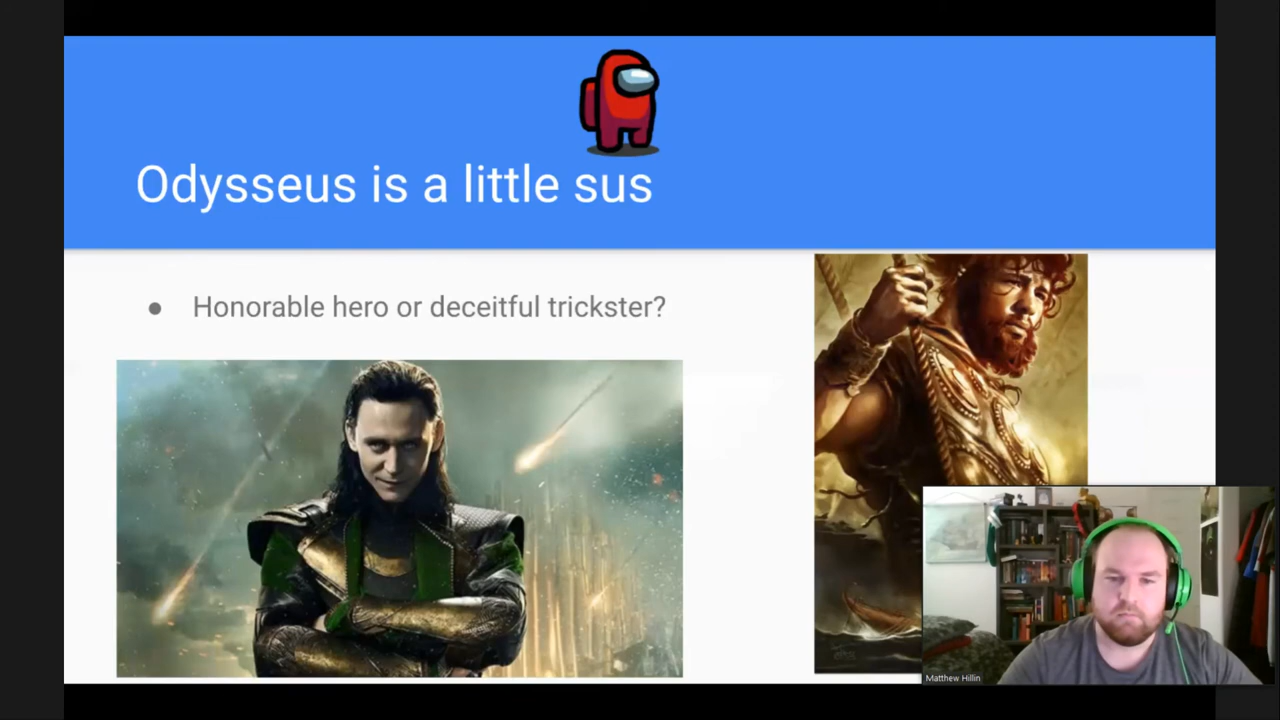 Odysseus is a little sus
● Honorable hero or deceitful trickster?
Matthew Hillin